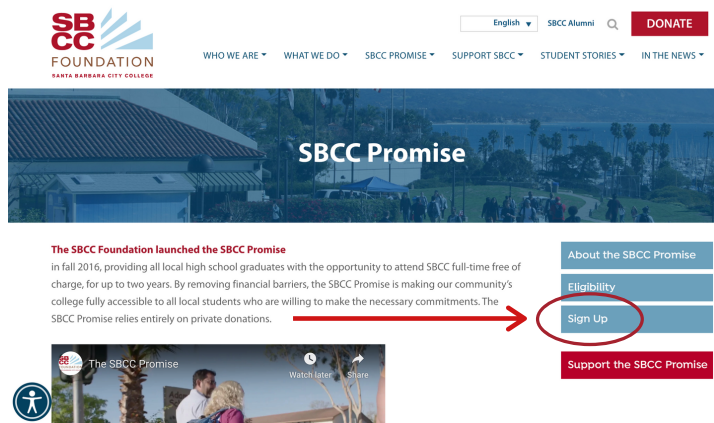 SB
CC
FOUNDATION
SANTA BARBARA CITY COLLEGE
English
SBCC Alumni
DONATE
WHO WE ARE
WHAT WE DO
SBCC PROMISE
SUPPORT SBCC
STUDENT STORIES
IN THE NEWS
SBCC Promise
The SBCC Foundation launched the SBCC Promise
in fall 2016, providing all local high school graduates with the opportunity to attend SBCC full-time free of
charge, for up to two years. By removing financial barriers, the SBCC Promise is making our community's
college fully accessible to all local students who are willing to make the necessary commitments. The
SBCC Promise relies entirely on private donations.
About the SBCC Promise
Eligibility
Sign Up
Support the SBCC Promise
SB
CC
The SBCC Promise
Watch later
Share